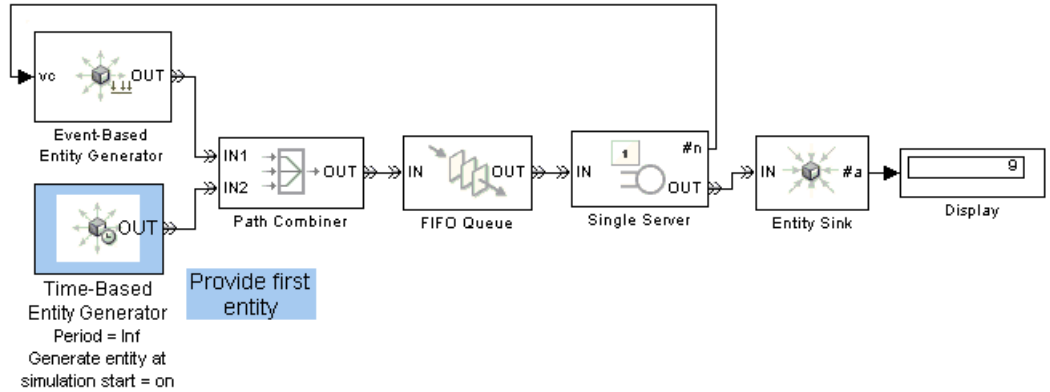 vc
OUT
Event-Based
Entity Generator
OUT
Time-Based
Entity Generator
Period = Inf
Generate entity at
simulation start = on
Provide first
entity
IN1
IN2
OUT
Path Combiner
IN
OUT
FIFO Queue
IN
1
#n
OUT
Single Server
IN
#a
Entity Sink
9
Display